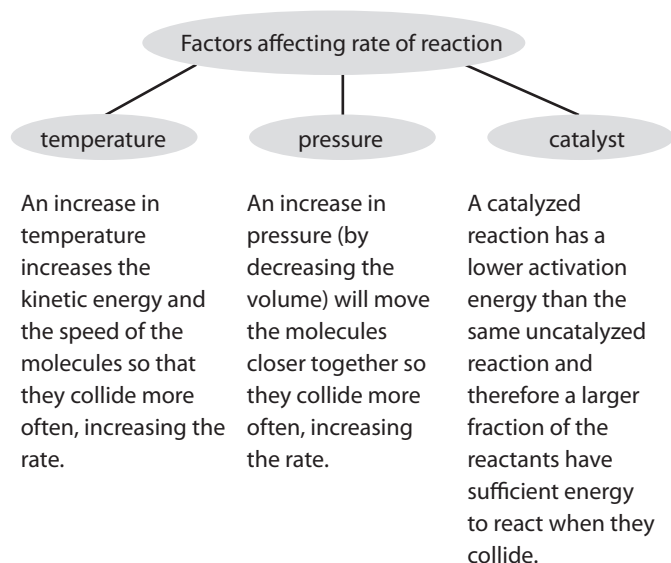 Factors affecting rate of reaction
temperature
pressure
catalyst
An increase in
temperature
increases the
kinetic energy and
the speed of the
molecules so that
they collide more
often, increasing the
rate.
An increase in
pressure (by
decreasing the
volume) will move
the molecules
closer together so
they collide more
often, increasing
the rate.
A catalyzed
reaction has a
lower activation
energy than the
same uncatalyzed
reaction and
therefore a larger
fraction of the
reactants have
sufficient energy
to react when they
collide.